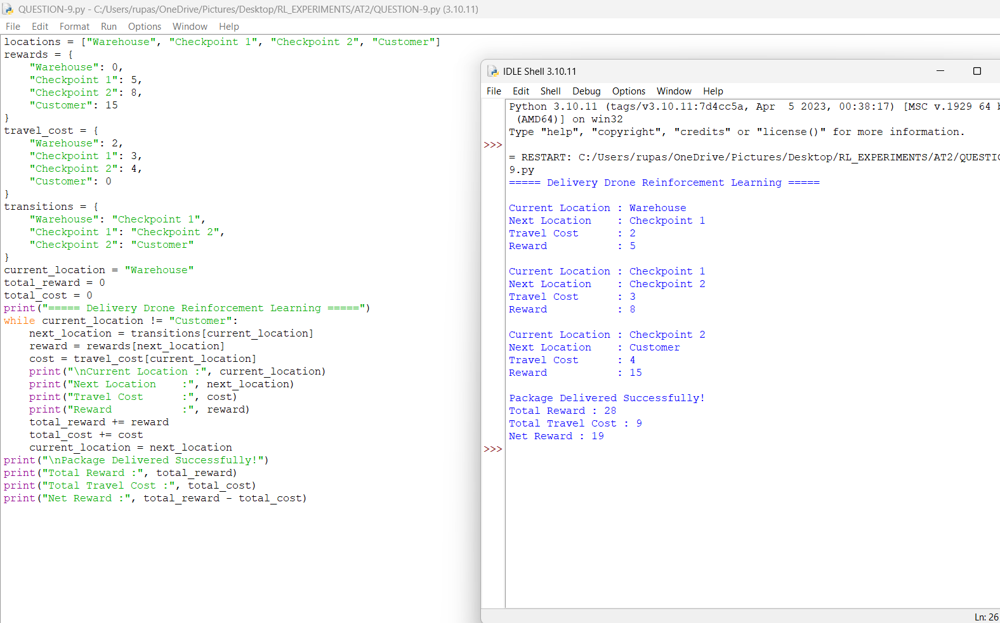 QUESTION-9.py - C:/Users/rupas/OneDrive/Pictures/Desktop/RL_EXPERIMENTS/AT2/QUESTION-9.py (3.10.11)
File Edit Format Run Options Window Help
locations = ["Warehouse", "Checkpoint 1", "Checkpoint 2", "Customer"]
rewards = {
    "Warehouse": 0,
    "Checkpoint 1": 5,
    "Checkpoint 2": 8,
    "Customer": 15
}
travel_cost = {
    "Warehouse": 2,
    "Checkpoint 1": 3,
    "Checkpoint 2": 4,
    "Customer": 0
}
transitions = {
    "Warehouse": "Checkpoint 1",
    "Checkpoint 1": "Checkpoint 2",
    "Checkpoint 2": "Customer"
}
current_location = "Warehouse"
total_reward = 0
total_cost = 0
print("===== Delivery Drone Reinforcement Learning =====")
while current_location != "Customer":
    next_location = transitions[current_location]
    reward = rewards[next_location]
    cost = travel_cost[current_location]
    print("\nCurrent Location :", current_location)
    print("Next Location    :", next_location)
    print("Travel Cost      :", cost)
    print("Reward           :", reward)
    total_reward += reward
    total_cost += cost
    current_location = next_location
print("\nPackage Delivered Successfully!")
print("Total Reward :", total_reward)
print("Total Travel Cost :", total_cost)
print("Net Reward :", total_reward - total_cost)
IDLE Shell 3.10.11
File Edit Shell Debug Options Window Help
Python 3.10.11 (tags/v3.10.11:7d4cc5a, Apr  5 2023, 00:38:17) [MSC v.1929 64
 (AMD64)] on win32
Type "help", "copyright", "credits" or "license()" for more information.
>>>
= RESTART: C:/Users/rupas/OneDrive/Pictures/Desktop/RL_EXPERIMENTS/AT2/
9.py
===== Delivery Drone Reinforcement Learning =====
Current Location : Warehouse
Next Location    : Checkpoint 1
Travel Cost      : 2
Reward           : 5
Current Location : Checkpoint 1
Next Location    : Checkpoint 2
Travel Cost      : 3
Reward           : 8
Current Location : Checkpoint 2
Next Location    : Customer
Travel Cost      : 4
Reward           : 15
Package Delivered Successfully!
Total Reward : 28
Total Travel Cost : 9
Net Reward : 19
>>>
Ln: 26